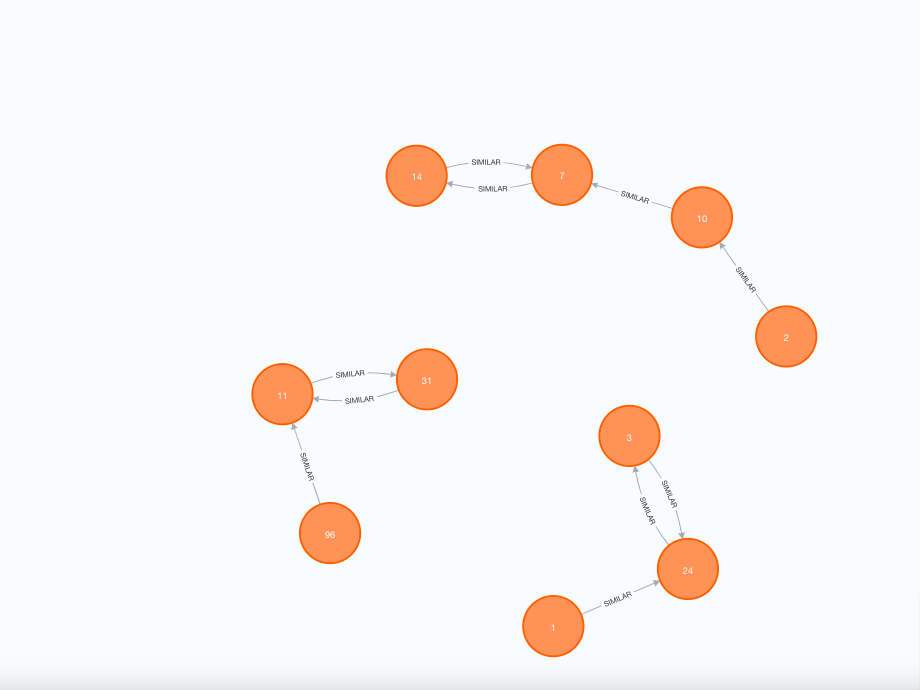 SIMILAR
14
7
SIMILAR
SIMILAR
10
SIMILAR
2
SIMILAR
31
11
SIMILAR
SIMILAR
96
3
SIMILAR
SIMILAR
24
SIMILAR
1